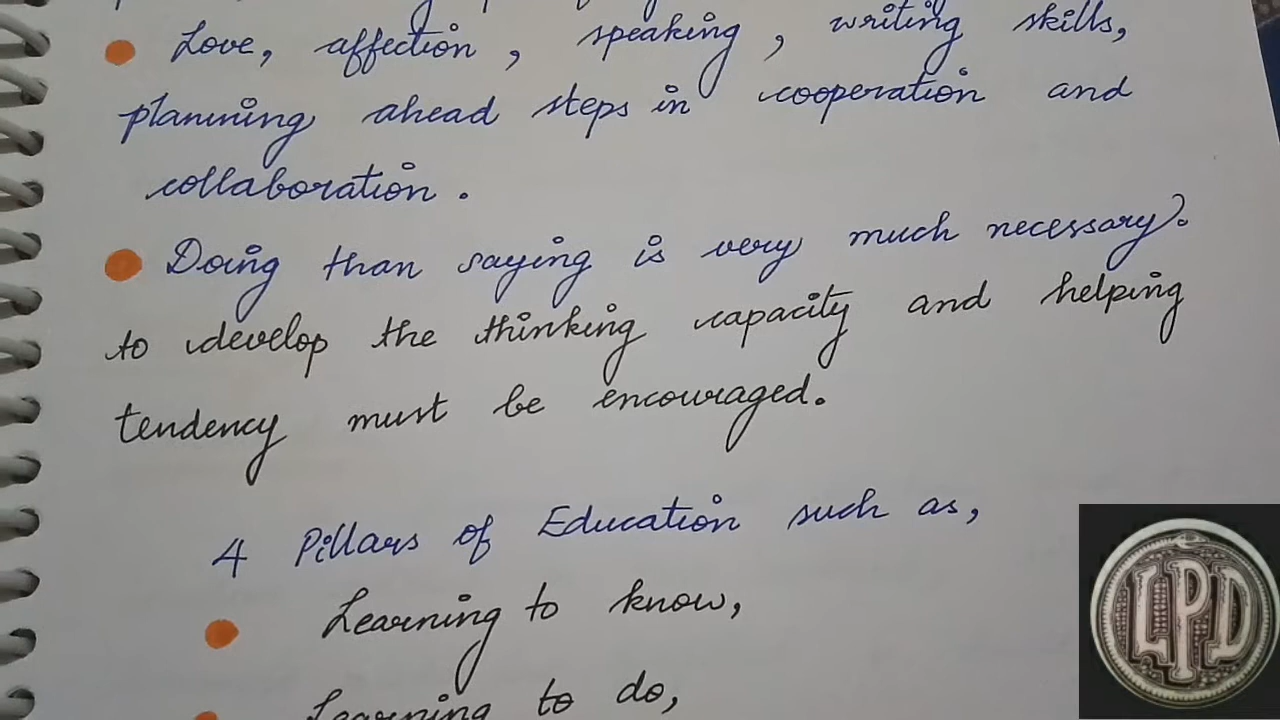 Love, affection, speaking, writing skills,
planning ahead steps in cooperation and
collaboration.
Doing than saying is very much necessary.
to develop the thinking capacity and helping
tendency must be encouraged.
4 Pillars of Education such as,
Learning to know,
Learning to do,
LPD